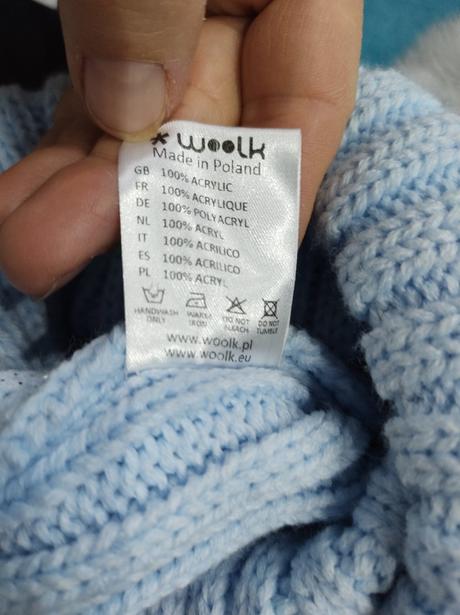 * woolk
Made in Poland
GB 100% ACRYLIC
FR 100% ACRYLIQUE
DE 100% POLYACRYL
NL 100% ACRYL
IT 100% ACRILICO
ES 100% ACRILICO
PL 100% ACRYL
HANDWASH ONLY WARM IRON DO NOT BLEACH DO NOT TUMBLE
www.woolk.pl
www.woolk.eu